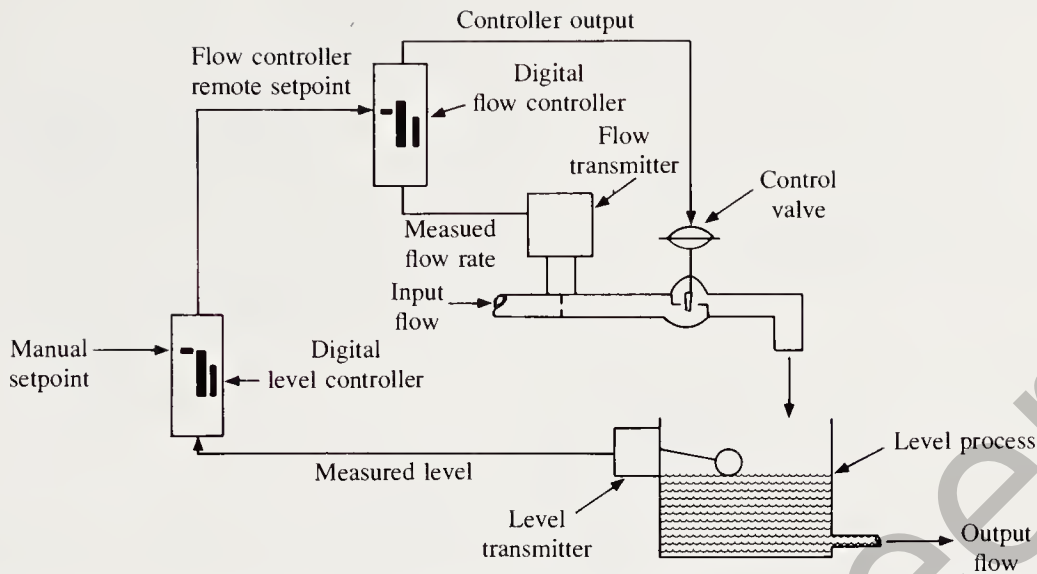 Controller output
Flow controller
remote setpoint
Digital
flow controller
Flow
transmitter
Control
valve
Measued
flow rate
Input
flow
Manual
setpoint
Digital
level controller
Measured level
Level process
Level
transmitter
Output
flow